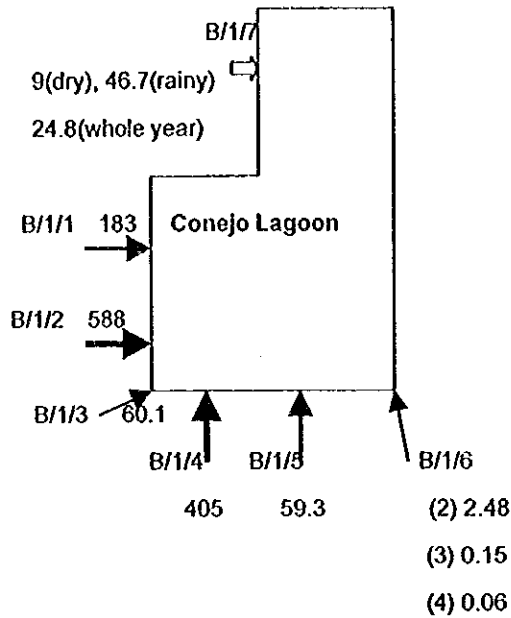 B/1/7
9(dry), 46.7(rainy)
24.8(whole year)
B/1/1 183 Conejo Lagoon
B/1/2 588
B/1/3 60.1
B/1/4 B/1/5 B/1/6
405 59.3 (2) 2.48
(3) 0.15
(4) 0.06